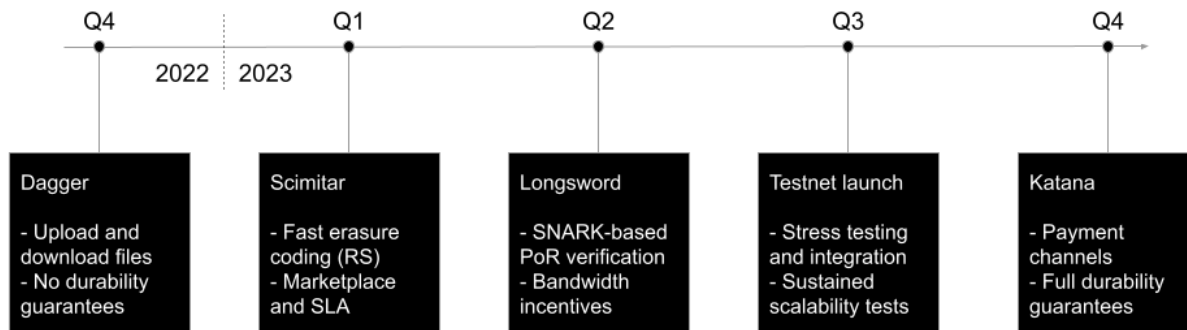 Q4
Q1
Q2
Q3
Q4
2022
2023
Dagger
- Upload and
download files
- No durability
guarantees
Scimitar
- Fast erasure
coding (RS)
- Marketplace
and SLA
Longsword
- SNARK-based
PoR verification
- Bandwidth
incentives
Testnet launch
- Stress testing
and integration
- Sustained
scalability tests
Katana
- Payment
channels
- Full durability
guarantees